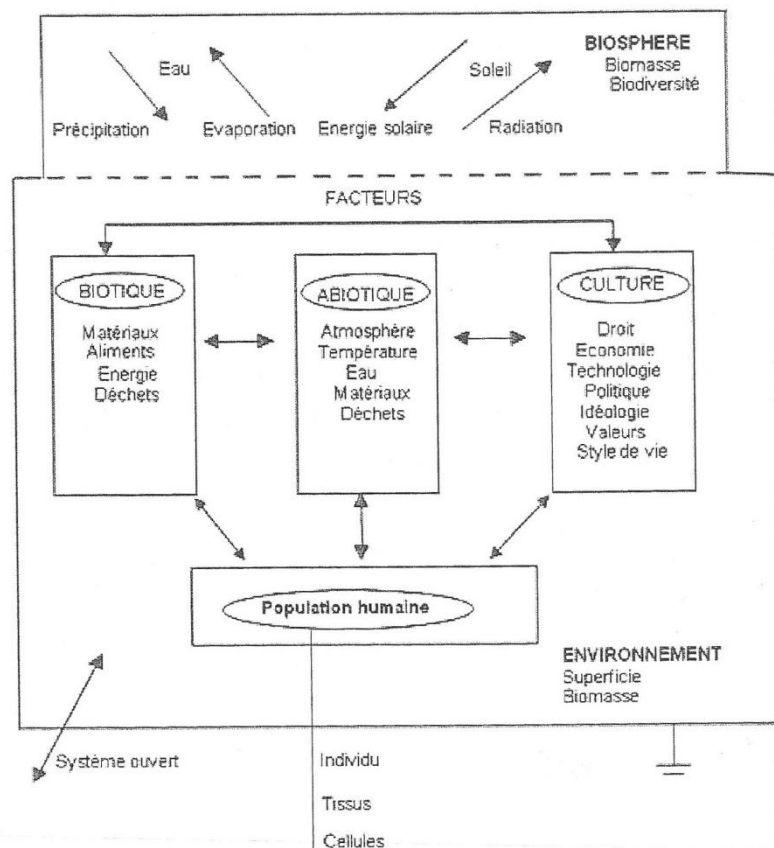 BIOSPHERE
Biomasse
Biodiversité
Eau
Soleil
Précipitation
Evaporation
Energie solaire
Radiation
FACTEURS
BIOTIQUE
Matériaux
Aliments
Energie
Déchets
ABIOTIQUE
Atmosphère
Température
Eau
Matériaux
Déchets
CULTURE
Droit
Economie
Technologie
Politique
Idéologie
Valeurs
Style de vie
Population humaine
ENVIRONNEMENT
Superficie
Biomasse
Système ouvert
Individu
Tissus
Cellules